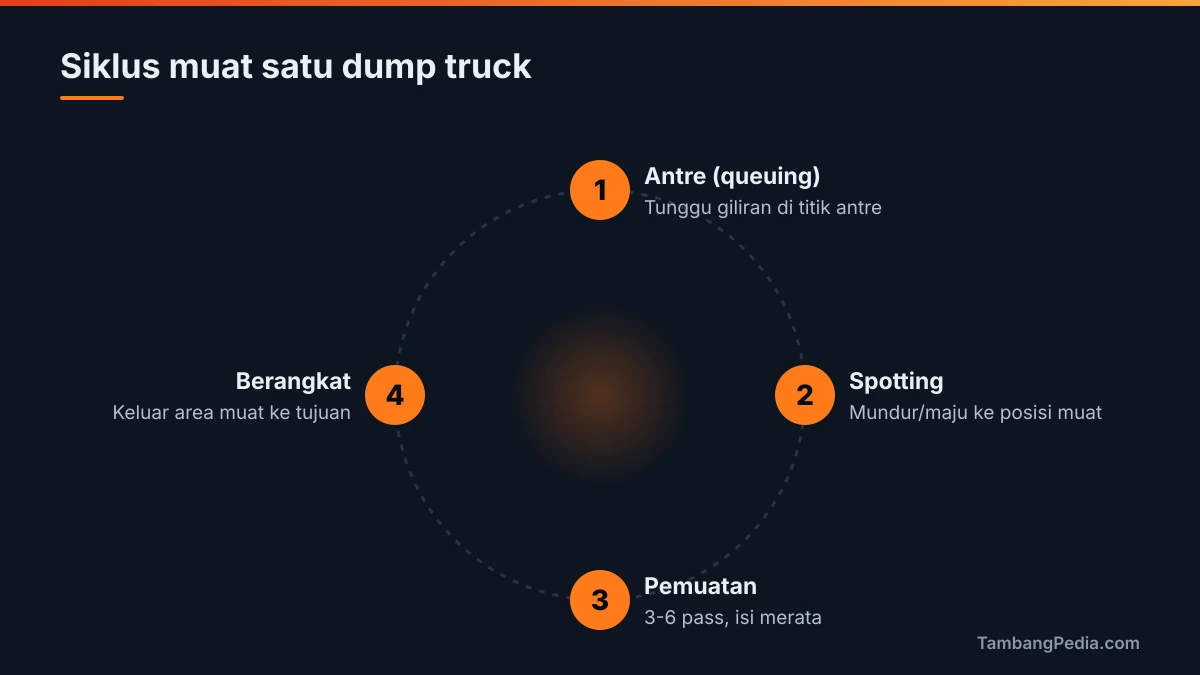 Siklus muat satu dump truck
1
Antre (queuing)
Tunggu giliran di titik antre
2
Spotting
Mundur/maju ke posisi muat
3
Pemuatan
3-6 pass, isi merata
4
Berangkat
Keluar area muat ke tujuan
TambangPedia.com